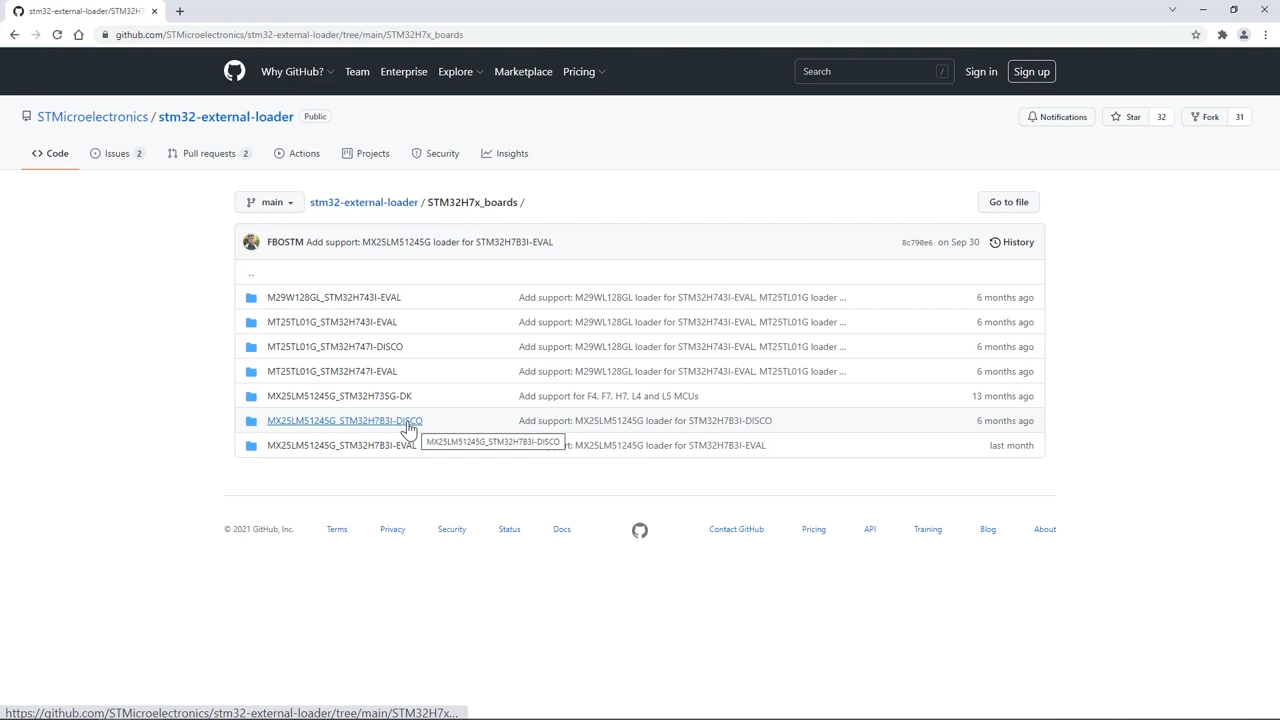 stm32-external-loader/STM32H7
github.com/STMicroelectronics/stm32-external-loader/tree/main/STM32H7x_boards
Why GitHub? Team Enterprise Explore Marketplace Pricing Search / Sign in Sign up
STMicroelectronics / stm32-external-loader Public Notifications Star 32 Fork 31
<> Code Issues 2 Pull requests 2 Actions Projects Security Insights
main stm32-external-loader / STM32H7x_boards / Go to file
FBOSTM Add support: MX25LM51245G loader for STM32H7B3I-EVAL 8c790e6 on Sep 30 History
..
M29W128GL_STM32H743I-EVAL Add support: M29WL128GL loader for STM32H743I-EVAL, MT25TL01G loader ... 6 months ago
MT25TL01G_STM32H743I-EVAL Add support: M29WL128GL loader for STM32H743I-EVAL, MT25TL01G loader ... 6 months ago
MT25TL01G_STM32H747I-DISCO Add support: M29WL128GL loader for STM32H743I-EVAL, MT25TL01G loader ... 6 months ago
MT25TL01G_STM32H747I-EVAL Add support: M29WL128GL loader for STM32H743I-EVAL, MT25TL01G loader ... 6 months ago
MX25LM51245G_STM32H735G-DK Add support for F4, F7, H7, L4 and L5 MCUs 13 months ago
MX25LM51245G_STM32H7B3I-DISCO Add support: MX25LM51245G loader for STM32H7B3I-DISCO 6 months ago
MX25LM51245G_STM32H7B3I-DISCO
MX25LM51245G_STM32H7B3I-EVAL : MX25LM51245G loader for STM32H7B3I-EVAL last month
© 2021 GitHub, Inc. Terms Privacy Security Status Docs Contact GitHub Pricing API Training Blog About
https://github.com/STMicroelectronics/stm32-external-loader/tree/main/STM32H7x...